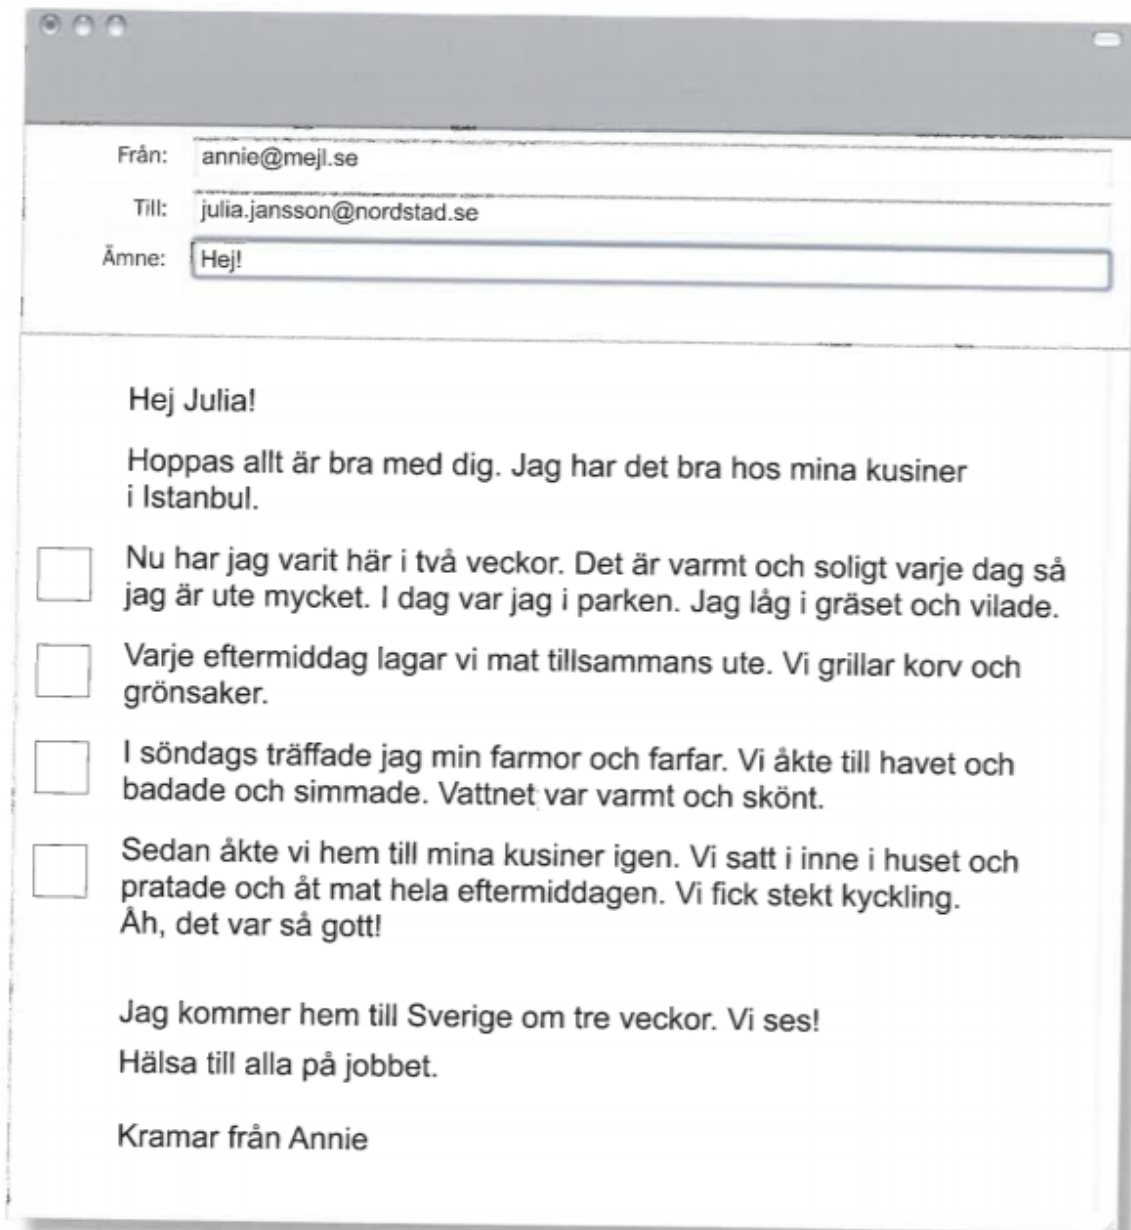 Från: annie@mejl.se
Till: julia.jansson@nordstad.se
Ämne: Hej!
Hej Julia!
Hoppas allt är bra med dig. Jag har det bra hos mina kusiner
i Istanbul.
Nu har jag varit här i två veckor. Det är varmt och soligt varje dag så
jag är ute mycket. I dag var jag i parken. Jag låg i gräset och vilade.
Varje eftermiddag lagar vi mat tillsammans ute. Vi grillar korv och
grönsaker.
I söndags träffade jag min farmor och farfar. Vi åkte till havet och
badade och simmade. Vattnet var varmt och skönt.
Sedan åkte vi hem till mina kusiner igen. Vi satt i inne i huset och
pratade och åt mat hela eftermiddagen. Vi fick stekt kyckling.
Åh, det var så gott!
Jag kommer hem till Sverige om tre veckor. Vi ses!
Hälsa till alla på jobbet.
Kramar från Annie